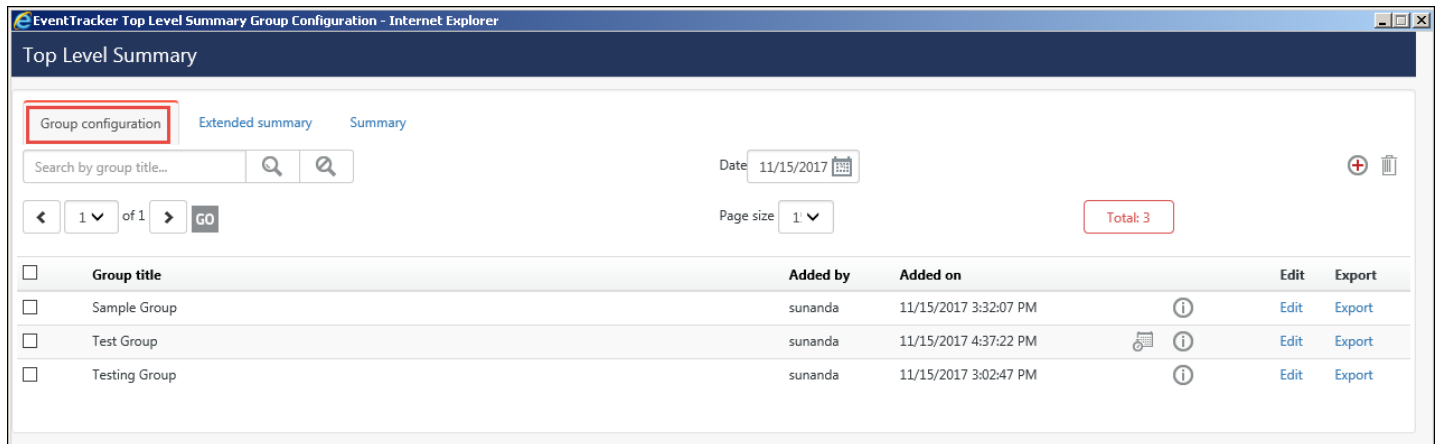 EventTracker Top Level Summary Group Configuration - Internet Explorer
Top Level Summary
Group configuration Extended summary Summary
Search by group title... Date 11/15/2017
1 of 1 GO Page size Total: 3
Group title Added by Added on Edit Export
Sample Group sunanda 11/15/2017 3:32:07 PM Edit Export
Test Group sunanda 11/15/2017 4:37:22 PM Edit Export
Testing Group sunanda 11/15/2017 3:02:47 PM Edit Export